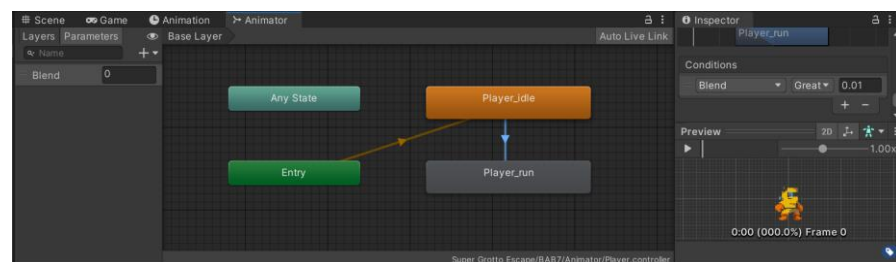 Scene Game Animation Animator Inspector
Layers Parameters Base Layer Auto Live Link Player_run
Name
Blend 0
Conditions
Blend Great 0.01
Any State Player_idle
Preview 2D
1.00x
Entry Player_run
0:00 (000.0%) Frame 0
Super Grotto Escape/BAB7/Animator/Player.controller